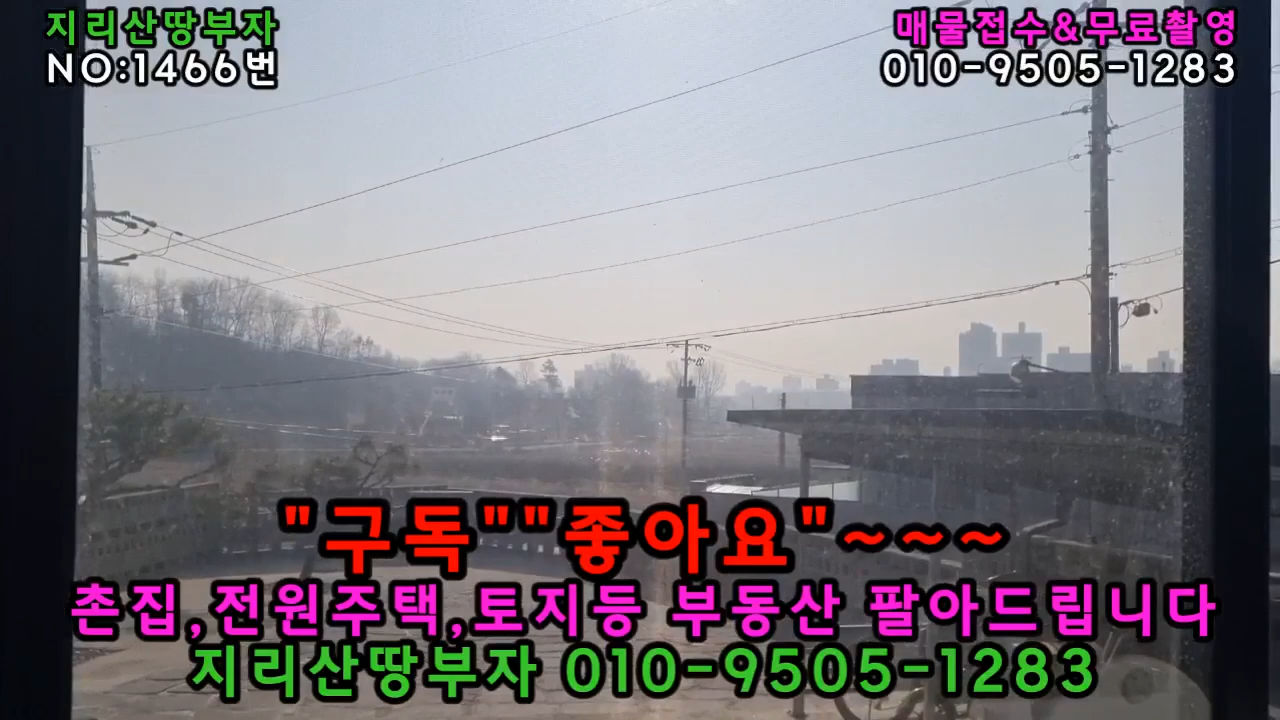 지리산땅부자
NO:1466번
매물접수&무료촬영
010-9505-1283
"구독""좋아요"~~~
촌집,전원주택,토지등 부동산 팔아드립니다
지리산땅부자 010-9505-1283